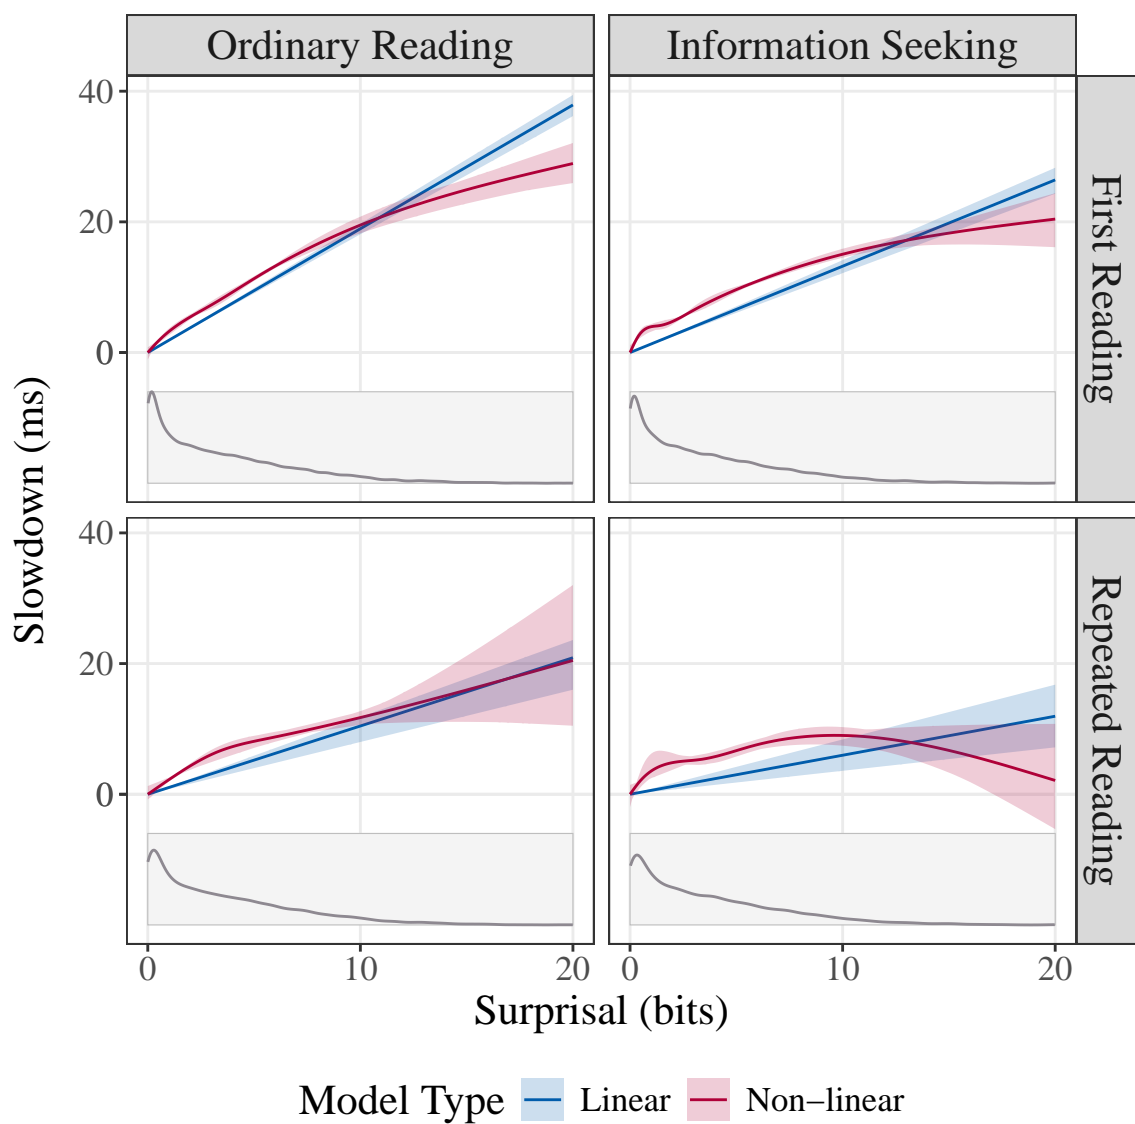 Ordinary Reading
Information Seeking
40
20
0
First Reading
Slowdown (ms)
40
20
0
Repeated Reading
0
10
20
0
10
20
Surprisal (bits)
Model Type
Linear
Non−linear